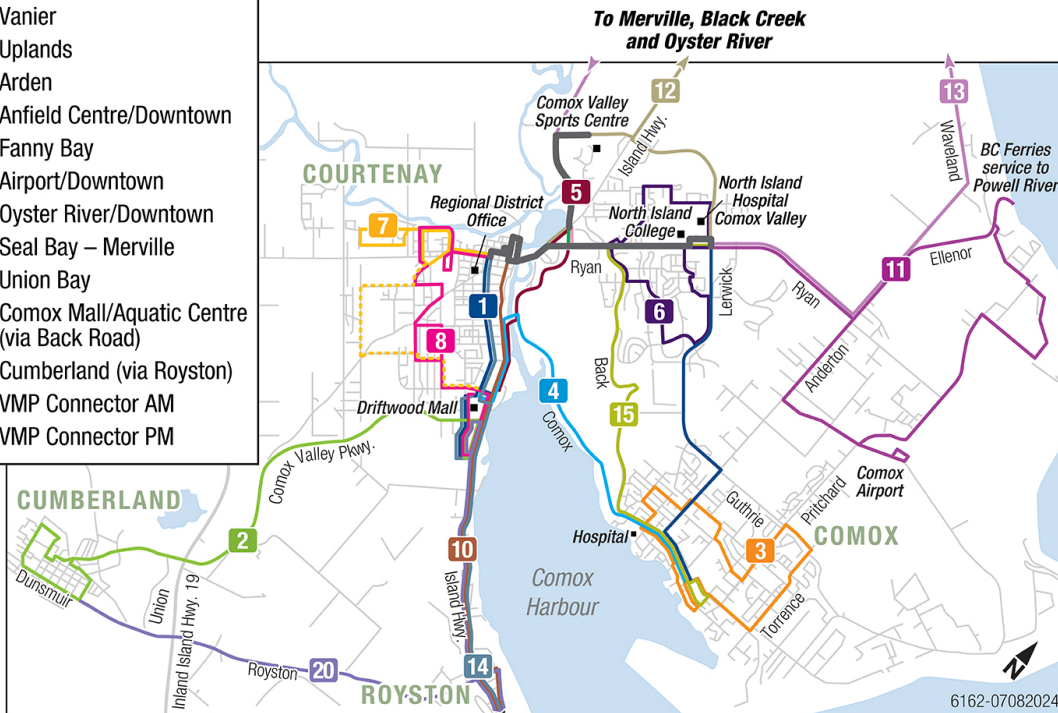 Vanier
Uplands
Arden
Anfield Centre/Downtown
Fanny Bay
Airport/Downtown
Oyster River/Downtown
Seal Bay – Merville
Union Bay
Comox Mall/Aquatic Centre
(via Back Road)
Cumberland (via Royston)
VMP Connector AM
VMP Connector PM
To Merville, Black Creek
and Oyster River
12
13
Comox Valley
Sports Centre
Island Hwy.
Waveland
BC Ferries
service to
Powell River
COURTENAY
5
North Island
Hospital
Comox Valley
Regional District
Office
North Island
College
7
Ryan
11
Ellenor
1
6
Lerwick
Ryan
8
Back
Anderton
4
Driftwood Mall
Comox
15
Comox Valley Pkwy.
Comox
Airport
CUMBERLAND
Guthrie
Pritchard
COMOX
2
Hospital
3
10
Dunsmuir
Comox
Harbour
Union
Inland Island Hwy. 19
Island Hwy.
Torrence
20
Royston
14
ROYSTON
N
6162-07082024